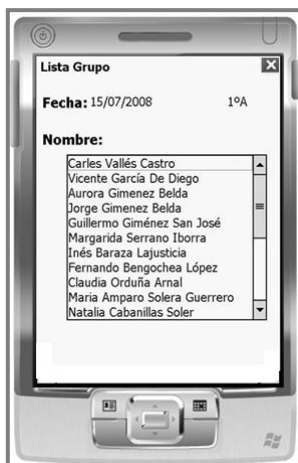 Lista Grupo
Fecha: 15/07/2008 1ºA
Nombre:
Carles Vallés Castro
Vicente García De Diego
Aurora Gimenez Belda
Jorge Gimenez Belda
Guillermo Giménez San José
Margarida Serrano Iborra
Inés Baraza Lajusticia
Fernando Bengochea López
Claudia Orduña Arnal
Maria Amparo Solera Guerrero
Natalia Cabanillas Soler